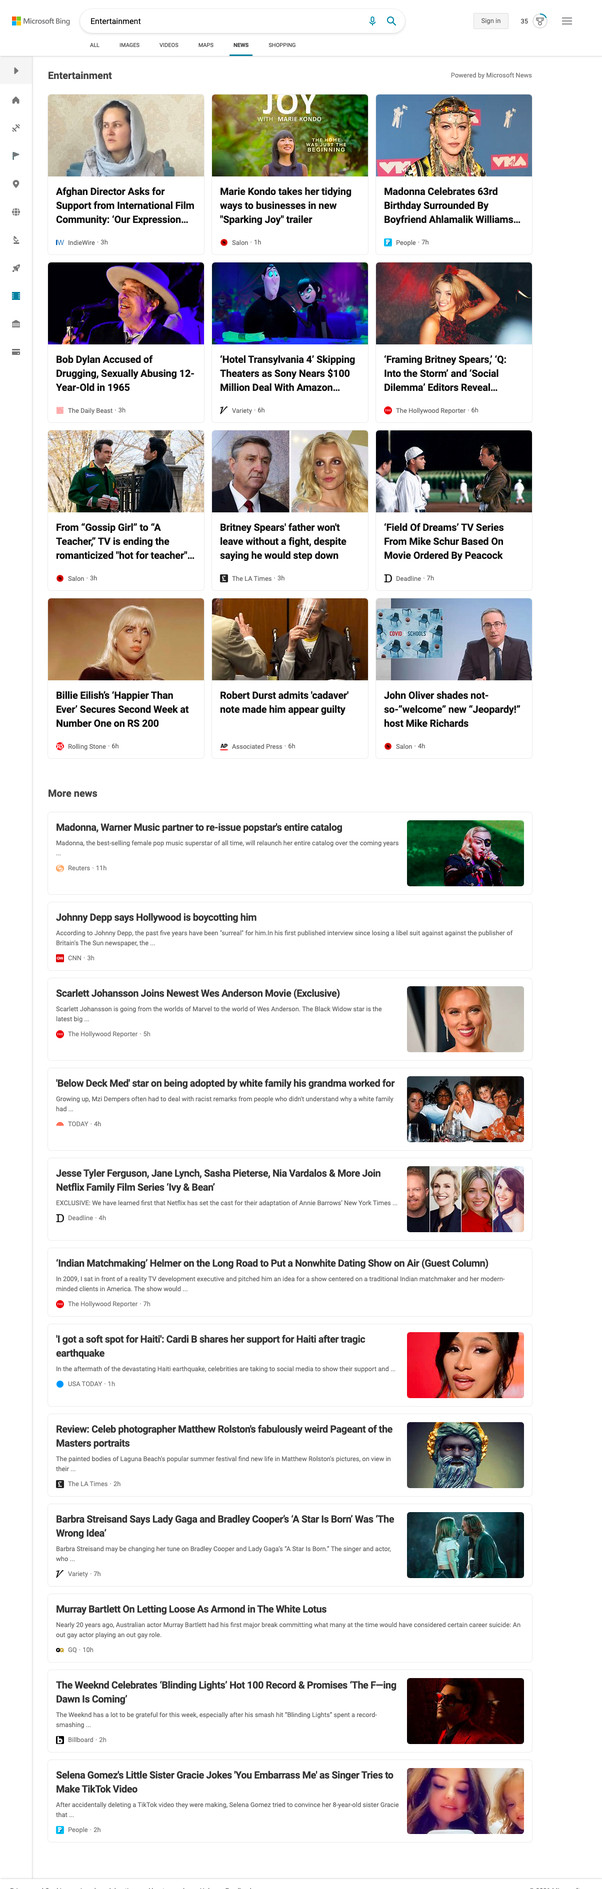 Microsoft Bing
Entertainment
Sign in
35
ALL
IMAGES
VIDEOS
MAPS
NEWS
SHOPPING
Entertainment
Powered by Microsoft News
JOY
WITH MARIE KONDO
THE HOME
WAS JUST THE
BEGINNING
Afghan Director Asks for
Support from International Film
Community: ‘Our Expression...
IndieWire · 3h
Marie Kondo takes her tidying
ways to businesses in new
"Sparking Joy" trailer
Salon · 1h
Madonna Celebrates 63rd
Birthday Surrounded By
Boyfriend Ahlamalik Williams...
People · 7h
Bob Dylan Accused of
Drugging, Sexually Abusing 12-
Year-Old in 1965
The Daily Beast · 3h
‘Hotel Transylvania 4’ Skipping
Theaters as Sony Nears $100
Million Deal With Amazon...
Variety · 6h
‘Framing Britney Spears,’ ‘Q:
Into the Storm’ and ‘Social
Dilemma’ Editors Reveal...
The Hollywood Reporter · 6h
From “Gossip Girl” to “A
Teacher,” TV is ending the
romanticized "hot for teacher"...
Salon · 3h
Britney Spears' father won't
leave without a fight, despite
saying he would step down
The LA Times · 3h
‘Field Of Dreams’ TV Series
From Mike Schur Based On
Movie Ordered By Peacock
Deadline · 7h
COVID SCHOOLS
Billie Eilish’s ‘Happier Than
Ever’ Secures Second Week at
Number One on RS 200
Rolling Stone · 6h
Robert Durst admits 'cadaver'
note made him appear guilty
AP Associated Press · 6h
John Oliver shades not-
so-“welcome” new “Jeopardy!”
host Mike Richards
Salon · 4h
More news
Madonna, Warner Music partner to re-issue popstar's entire catalog
Madonna, the best-selling female pop music superstar of all time, will relaunch her entire catalog over the coming years
...
Reuters · 11h
Johnny Depp says Hollywood is boycotting him
According to Johnny Depp, the past five years have been "surreal" for him.In his first published interview since losing a libel suit against against the publisher of
Britain's The Sun newspaper, the ...
CNN · 3h
Scarlett Johansson Joins Newest Wes Anderson Movie (Exclusive)
Scarlett Johansson is going from the worlds of Marvel to the world of Wes Anderson. The Black Widow star is the
latest big ...
The Hollywood Reporter · 5h
'Below Deck Med' star on being adopted by white family his grandma worked for
Growing up, Mzi Dempers often had to deal with racist remarks from people who didn't understand why a white family
had ...
TODAY · 4h
Jesse Tyler Ferguson, Jane Lynch, Sasha Pieterse, Nia Vardalos & More Join
Netflix Family Film Series ‘Ivy & Bean’
EXCLUSIVE: We have learned first that Netflix has set the cast for their adaptation of Annie Barrows’ New York Times ...
Deadline · 4h
‘Indian Matchmaking’ Helmer on the Long Road to Put a Nonwhite Dating Show on Air (Guest Column)
In 2009, I sat in front of a reality TV development executive and pitched him an idea for a show centered on a traditional Indian matchmaker and her modern-
minded clients in America. The show would ...
The Hollywood Reporter · 7h
'I got a soft spot for Haiti': Cardi B shares her support for Haiti after tragic
earthquake
In the aftermath of the devastating Haiti earthquake, celebrities are taking to social media to show their support and ...
USA TODAY · 1h
Review: Celeb photographer Matthew Rolston's fabulously weird Pageant of the
Masters portraits
The painted bodies of Laguna Beach's popular summer festival find new life in Matthew Rolston's pictures, on view in
their ...
The LA Times · 2h
Barbra Streisand Says Lady Gaga and Bradley Cooper’s ‘A Star Is Born’ Was ‘The
Wrong Idea’
Barbra Streisand may be changing her tune on Bradley Cooper and Lady Gaga’s “A Star Is Born.” The singer and actor,
who ...
Variety · 7h
Murray Bartlett On Letting Loose As Armond in The White Lotus
Nearly 20 years ago, Australian actor Murray Bartlett had his first major break committing what many at the time would have considered certain career suicide: An
out gay actor playing an out gay role.
GQ · 10h
The Weeknd Celebrates ‘Blinding Lights’ Hot 100 Record & Promises ‘The F—ing
Dawn Is Coming’
The Weeknd has a lot to be grateful for this week, especially after his smash hit “Blinding Lights” spent a record-
smashing ...
Billboard · 2h
Selena Gomez's Little Sister Gracie Jokes 'You Embarrass Me' as Singer Tries to
Make TikTok Video
After accidentally deleting a TikTok video they were making, Selena Gomez tried to convince her 8-year-old sister Gracie
that ...
People · 2h